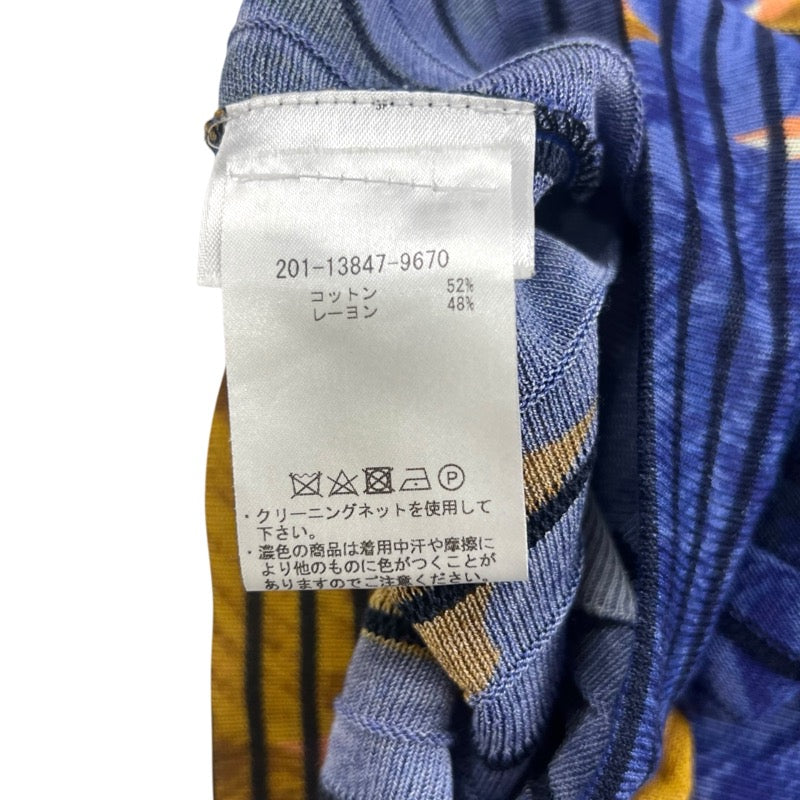 201-13847-9670
コットン 52%
レーヨン 48%
P
・クリーニングネットを使用して
下さい。
・濃色の商品は着用中汗や摩擦に
より他のものに色がつくことが
ありますのでご注意ください。